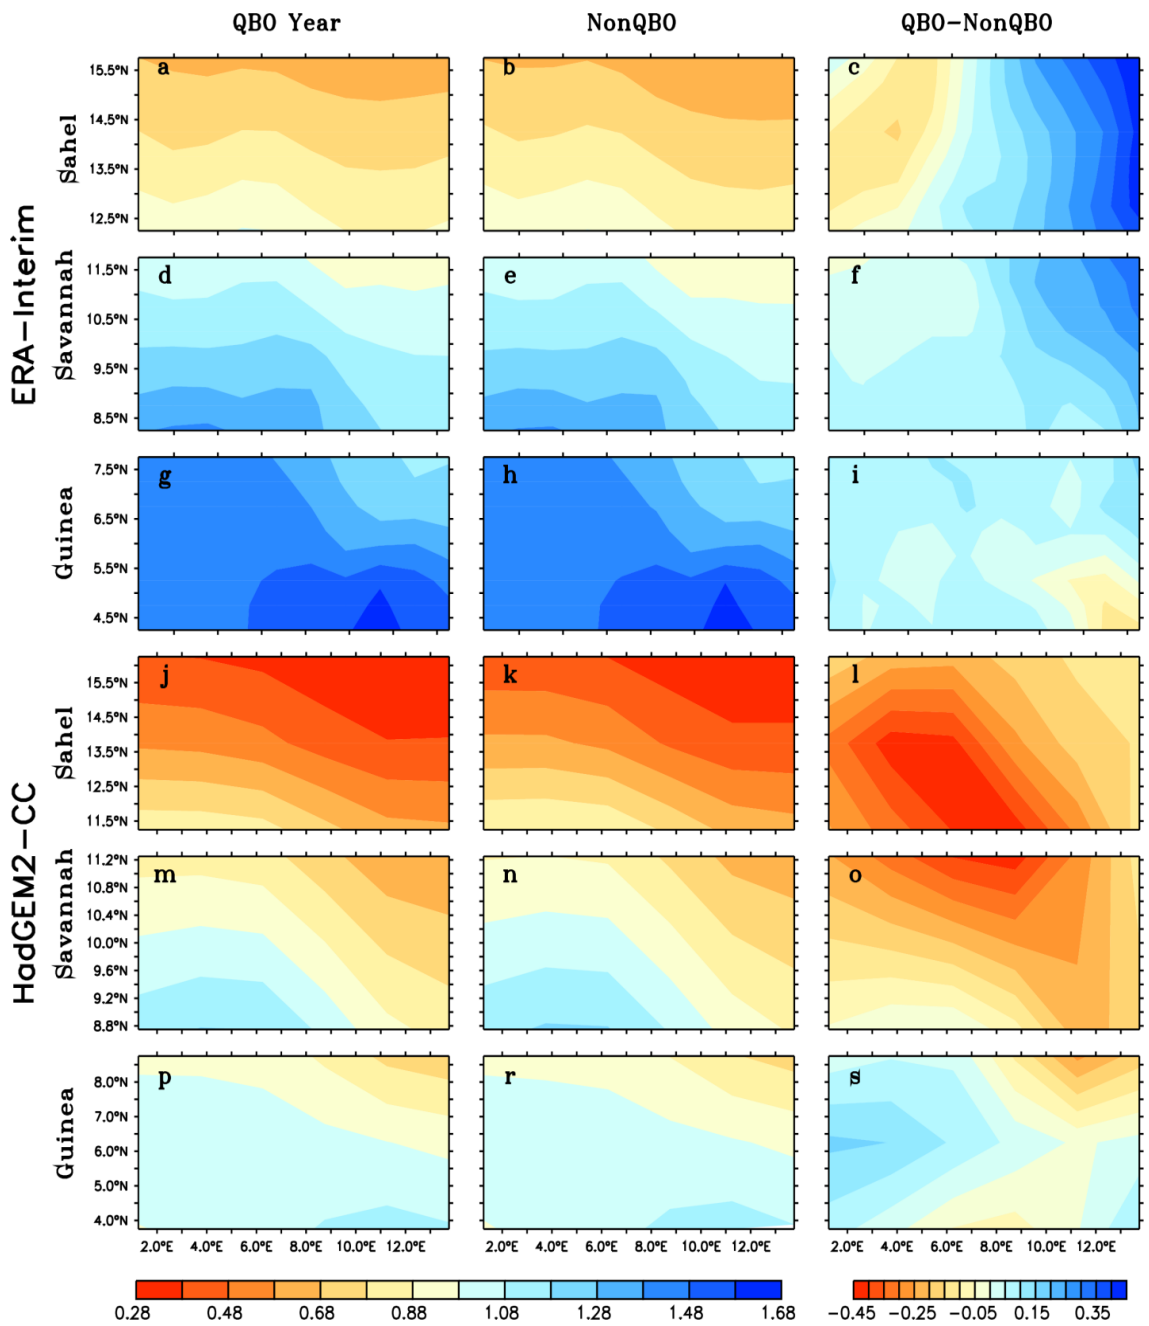 QBO Year NonQBO QBO−NonQBO
ERA−Interim
Sahel
15.5°N
14.5°N
13.5°N
12.5°N
a b c
Savannah
11.5°N
10.5°N
9.5°N
8.5°N
d e f
Guinea
7.5°N
6.5°N
5.5°N
4.5°N
g h i
HadGEM2−CC
Sahel
15.5°N
14.5°N
13.5°N
12.5°N
11.5°N
j k l
Savannah
11.2°N
10.8°N
10.4°N
10.0°N
9.6°N
9.2°N
8.8°N
m n o
Guinea
8.0°N
7.0°N
6.0°N
5.0°N
4.0°N
p r s
2.0°E 4.0°E 6.0°E 8.0°E 10.0°E 12.0°E 2.0°E 4.0°E 6.0°E 8.0°E 10.0°E 12.0°E 2.0°E 4.0°E 6.0°E 8.0°E 10.0°E 12.0°E
0.28 0.48 0.68 0.88 1.08 1.28 1.48 1.68 −0.45 −0.25 −0.05 0.15 0.35